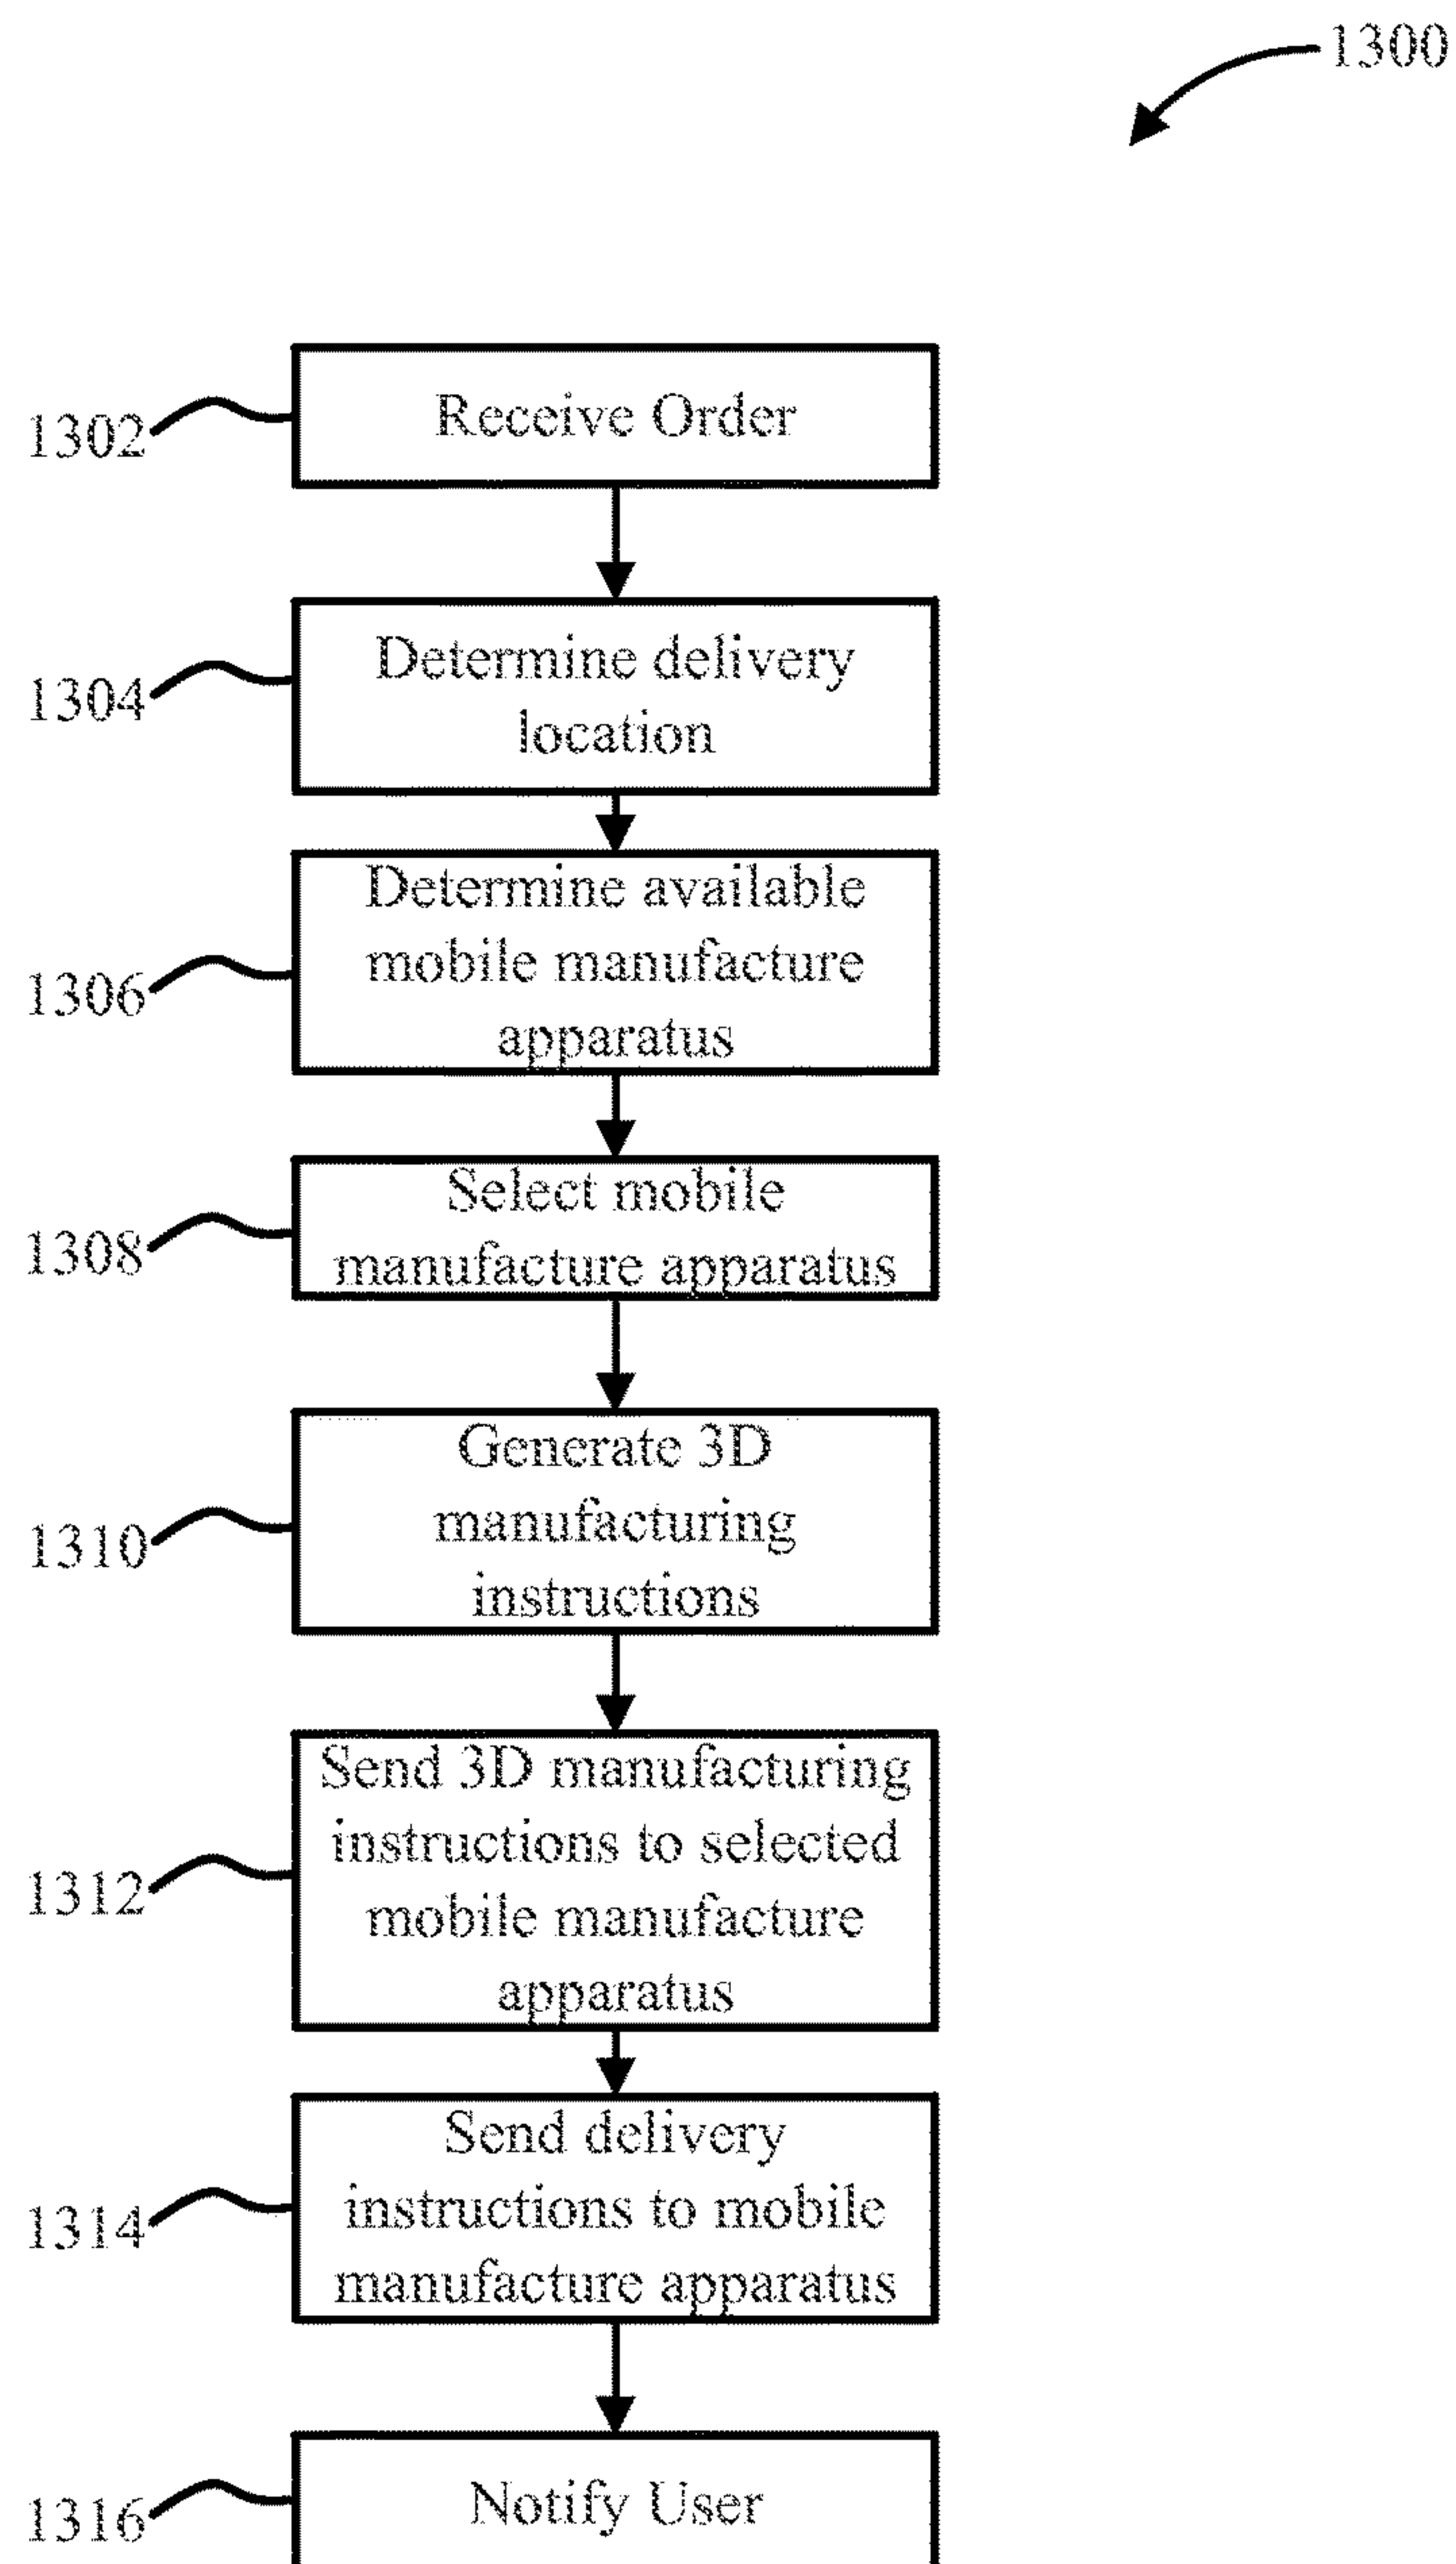 1300
1302
Receive Order
1304
Determine delivery
location
1306
Determine available
mobile manufacture
apparatus
1308
Select mobile
manufacture apparatus
1310
Generate 3D
manufacturing
instructions
1312
Send 3D manufacturing
instructions to selected
mobile manufacture
apparatus
1314
Send delivery
instructions to mobile
manufacture apparatus
1316
Notify User